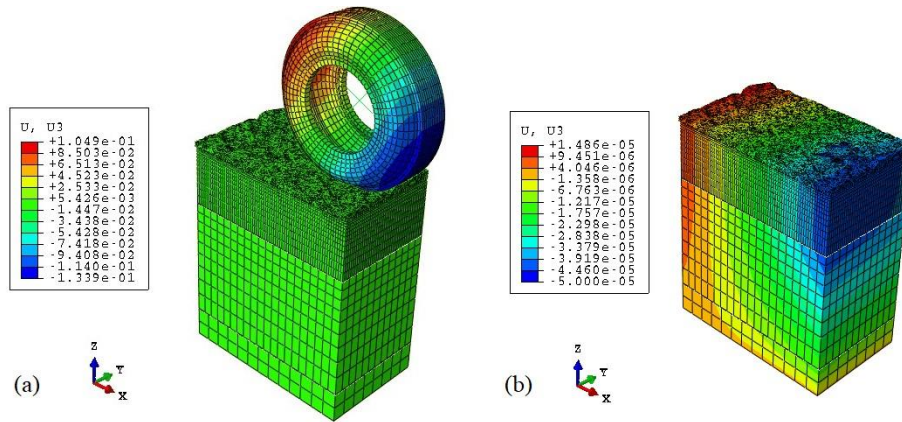 U, U3
+1.049e-01
+8.503e-02
+6.513e-02
+4.523e-02
+2.533e-02
+5.426e-03
-1.447e-02
-3.438e-02
-5.428e-02
-7.418e-02
-9.408e-02
-1.140e-01
-1.339e-01
Z
Y
X
(a)
U, U3
+1.486e-05
+9.451e-06
+4.046e-06
-1.358e-06
-6.763e-06
-1.217e-05
-1.757e-05
-2.298e-05
-2.838e-05
-3.379e-05
-3.919e-05
-4.460e-05
-5.000e-05
Z
Y
X
(b)